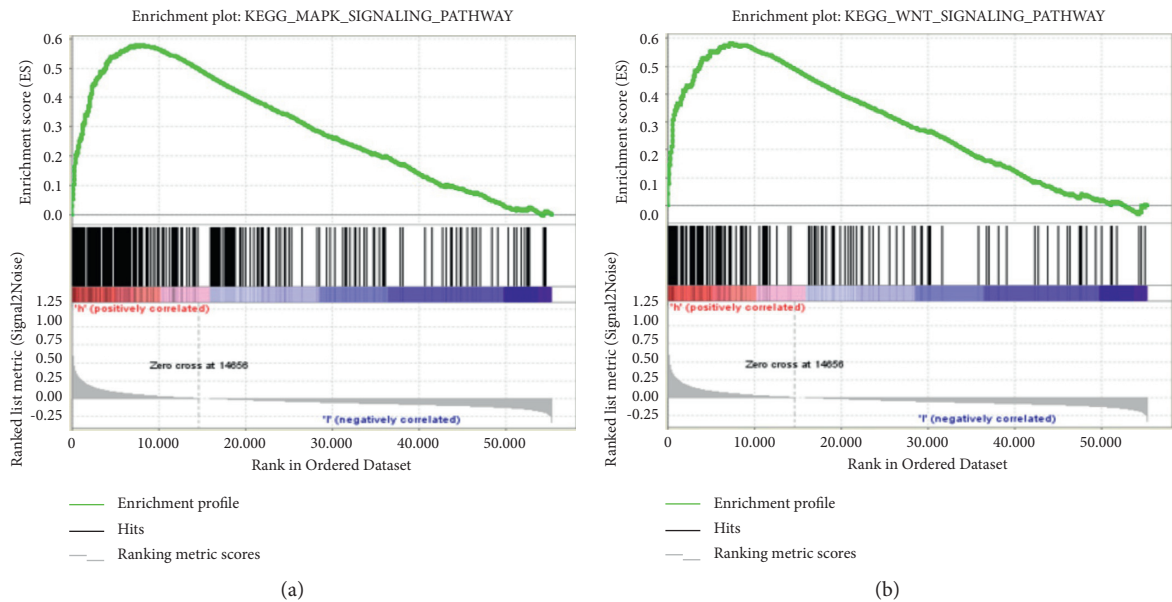 Enrichment plot: KEGG_MAPK_SIGNALING_PATHWAY
0.6
0.5
0.4
0.3
0.2
0.1
0.0
Enrichment score (ES)
1.25
1.00
0.75
0.50
0.25
0.00
-0.25
Ranked list metric (Signal2Noise)
'h' (positively correlated)
Zero cross at 14656
'l' (negatively correlated)
0
10.000
20.000
30.000
40.000
50.000
Rank in Ordered Dataset
Enrichment profile
Hits
Ranking metric scores
(a)
Enrichment plot: KEGG_WNT_SIGNALING_PATHWAY
0.6
0.5
0.4
0.3
0.2
0.1
0.0
Enrichment score (ES)
1.25
1.00
0.75
0.50
0.25
0.00
-0.25
Ranked list metric (Signal2Noise)
'h' (positively correlated)
Zero cross at 14656
'l' (negatively correlated)
0
10.000
20.000
30.000
40.000
50.000
Rank in Ordered Dataset
Enrichment profile
Hits
Ranking metric scores
(b)